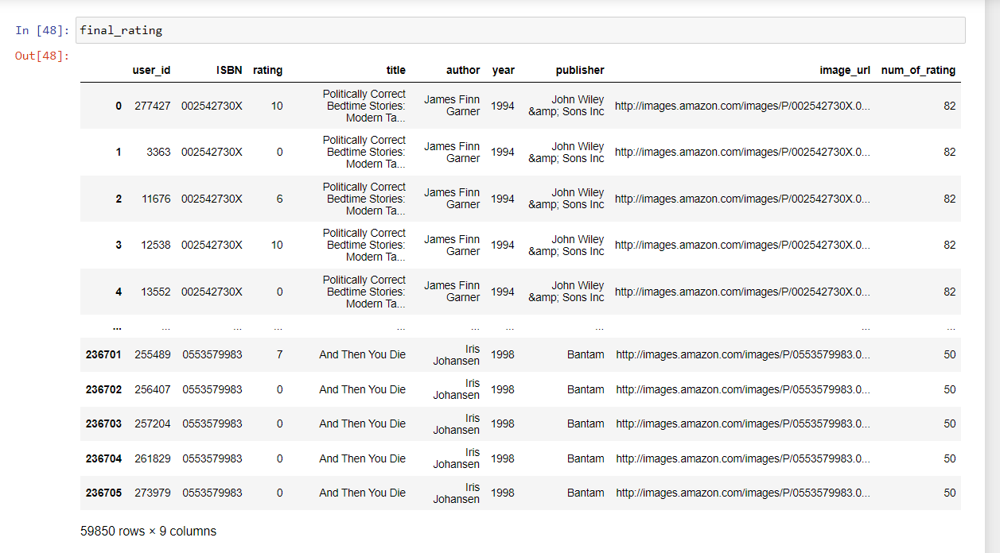 In [48]: final_rating
Out[48]:
user_id ISBN rating title author year publisher image_url num_of_rating
0 277427 002542730X 10 Politically Correct Bedtime Stories: Modern Ta... James Finn Garner 1994 John Wiley &amp; Sons Inc http://images.amazon.com/images/P/002542730X.0... 82
1 3363 002542730X 0 Politically Correct Bedtime Stories: Modern Ta... James Finn Garner 1994 John Wiley &amp; Sons Inc http://images.amazon.com/images/P/002542730X.0... 82
2 11676 002542730X 6 Politically Correct Bedtime Stories: Modern Ta... James Finn Garner 1994 John Wiley &amp; Sons Inc http://images.amazon.com/images/P/002542730X.0... 82
3 12538 002542730X 10 Politically Correct Bedtime Stories: Modern Ta... James Finn Garner 1994 John Wiley &amp; Sons Inc http://images.amazon.com/images/P/002542730X.0... 82
4 13552 002542730X 0 Politically Correct Bedtime Stories: Modern Ta... James Finn Garner 1994 John Wiley &amp; Sons Inc http://images.amazon.com/images/P/002542730X.0... 82
... ... ... ... ... ... ... ... ... ...
236701 255489 0553579983 7 And Then You Die Iris Johansen 1998 Bantam http://images.amazon.com/images/P/0553579983.0... 50
236702 256407 0553579983 0 And Then You Die Iris Johansen 1998 Bantam http://images.amazon.com/images/P/0553579983.0... 50
236703 257204 0553579983 0 And Then You Die Iris Johansen 1998 Bantam http://images.amazon.com/images/P/0553579983.0... 50
236704 261829 0553579983 0 And Then You Die Iris Johansen 1998 Bantam http://images.amazon.com/images/P/0553579983.0... 50
236705 273979 0553579983 0 And Then You Die Iris Johansen 1998 Bantam http://images.amazon.com/images/P/0553579983.0... 50
59850 rows × 9 columns